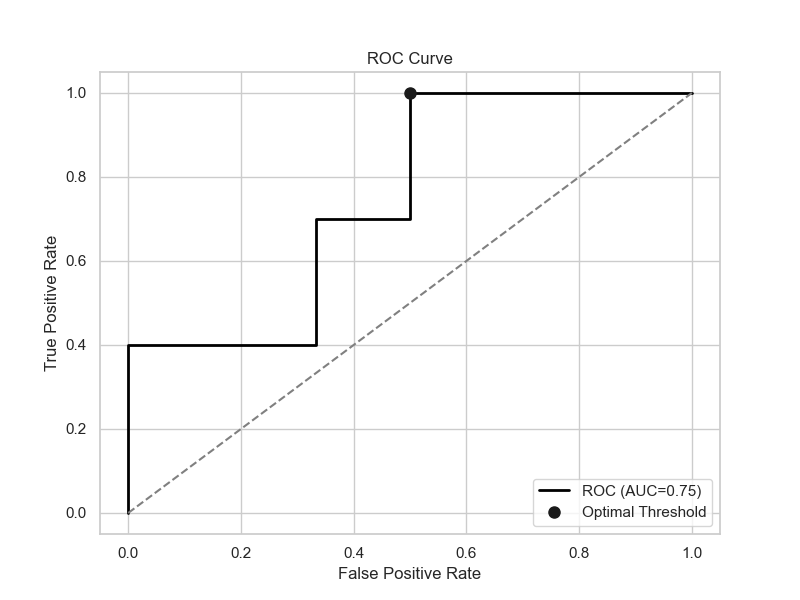 ROC Curve
True Positive Rate
1.0
0.8
0.6
0.4
0.2
0.0
ROC (AUC=0.75)
Optimal Threshold
0.0 0.2 0.4 0.6 0.8 1.0
False Positive Rate